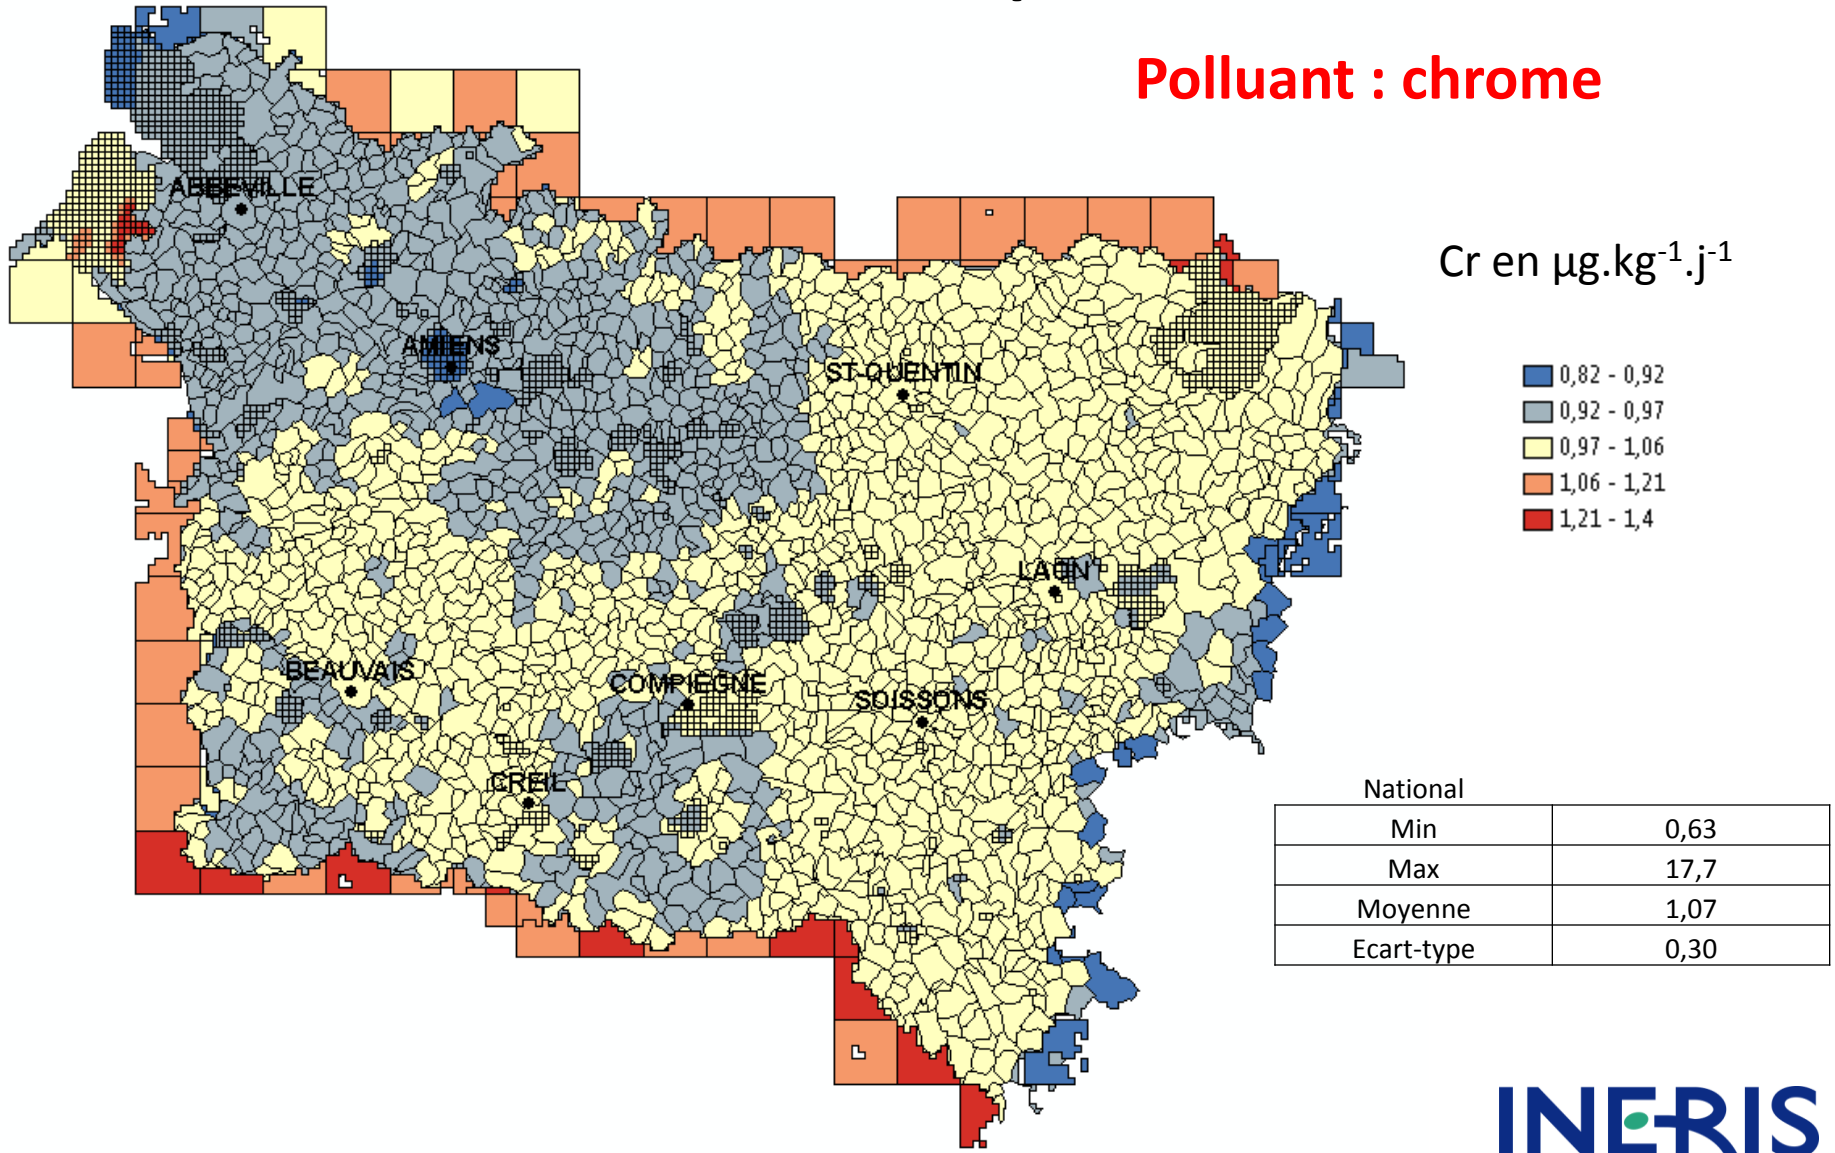 Polluant : chrome
ABBEVILLE
Cr en µg.kg⁻¹.j⁻¹
AMIENS
ST-QUENTIN
0,82 - 0,92
0,92 - 0,97
0,97 - 1,06
1,06 - 1,21
1,21 - 1,4
LAON
BEAUVAIS
COMPIEGNE
SOISSONS
CREIL
National
Min 0,63
Max 17,7
Moyenne 1,07
Ecart-type 0,30
INERIS